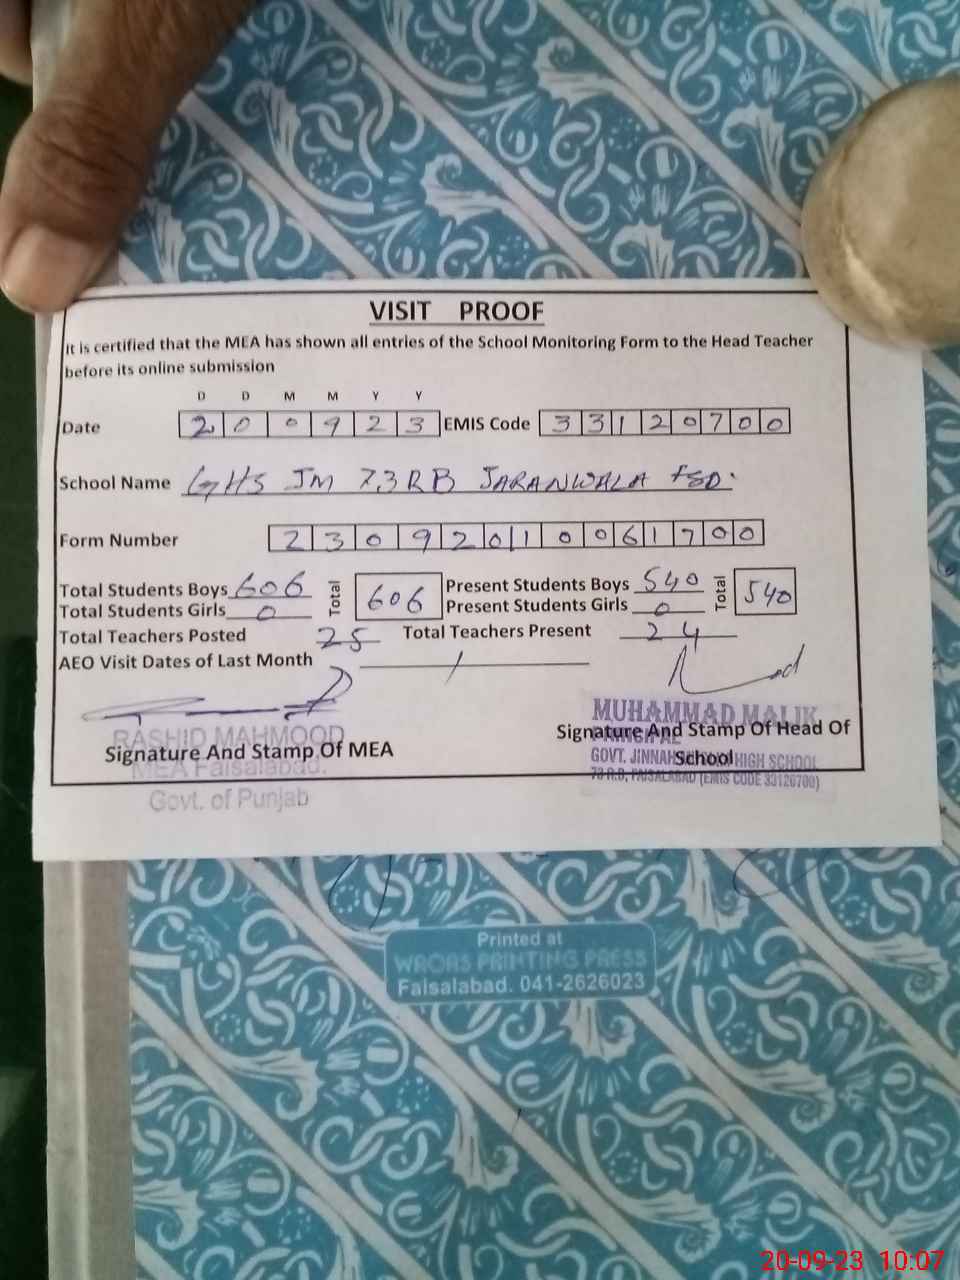 VISIT PROOF
It is certified that the MEA has shown all entries of the School Monitoring Form to the Head Teacher
before its online submission
D D M M Y Y
Date 2 0 0 9 2 3 EMIS Code 3 3 1 2 0 7 0 0
School Name GHS JM 73RB JARANWALA FSD.
Form Number 2 3 0 9 2 0 1 0 0 6 1 7 0 0
Total Students Boys 606 Total 606 Present Students Boys 540 Total 540
Total Students Girls 0 Present Students Girls 0
Total Teachers Posted 25 Total Teachers Present 24
AEO Visit Dates of Last Month /
RASHID MAHMOOD
Signature And Stamp Of MEA
MEA Faisalabad.
Govt. of Punjab
MUHAMMAD MALIK
Signature And Stamp Of Head Of
PRINCIPAL
School
GOVT. JINNAH HIGH SCHOOL
73 R.B, FAISALABAD (EMIS CODE 33120700)
Printed at
WAQAS PRINTING PRESS
Faisalabad. 041-2626023
20-09-23 10:07